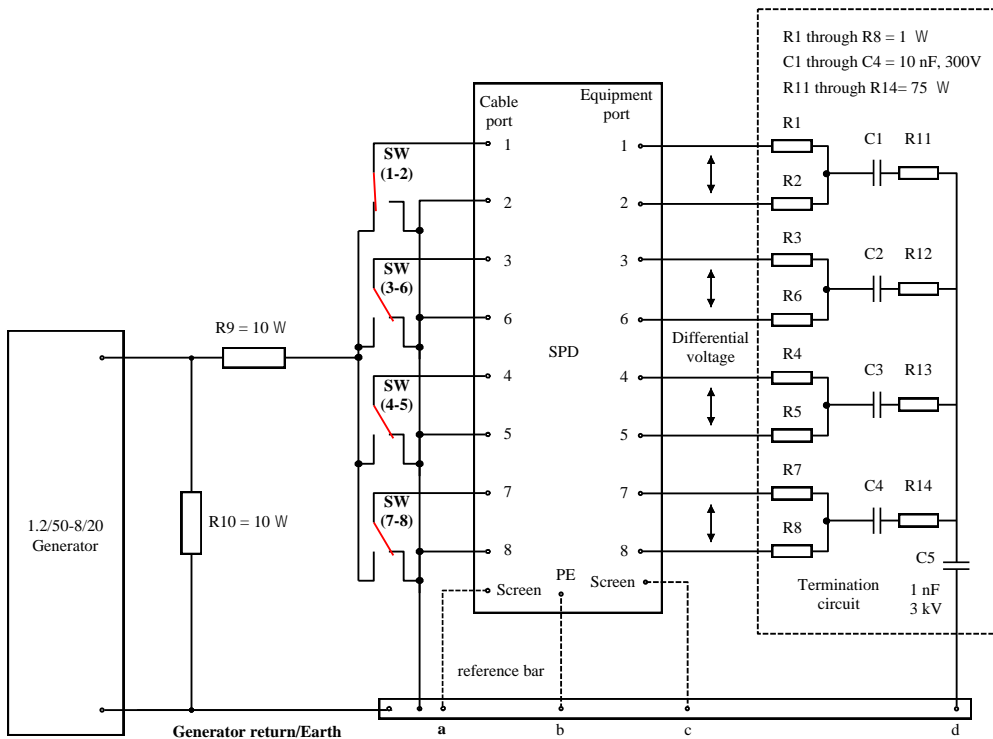 R1 through R8 = 1 W
C1 through C4 = 10 nF, 300V
R11 through R14= 75 W
Cable port
Equipment port
SPD
1
2
3
6
4
5
7
8
1
2
3
6
4
5
7
8
Screen
PE
Screen
SW
(1-2)
SW
(3-6)
SW
(4-5)
SW
(7-8)
R9 = 10 W
R10 = 10 W
1.2/50-8/20
Generator
Differential
voltage
R1
R2
R3
R6
R4
R5
R7
R8
C1
R11
C2
R12
C3
R13
C4
R14
C5
1 nF
3 kV
Termination
circuit
reference bar
Generator return/Earth
a
b
c
d